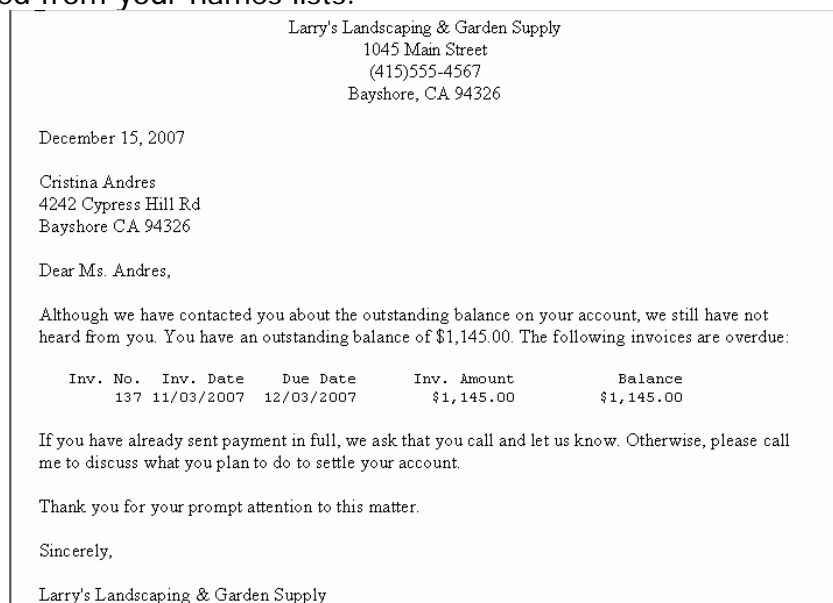 from your names lists.
Larry's Landscaping & Garden Supply
1045 Main Street
(415)555-4567
Bayshore, CA 94326
December 15, 2007
Cristina Andres
4242 Cypress Hill Rd
Bayshore CA 94326
Dear Ms. Andres,
Although we have contacted you about the outstanding balance on your account, we still have not
heard from you. You have an outstanding balance of $1,145.00. The following invoices are overdue:
Inv. No. Inv. Date Due Date Inv. Amount Balance
137 11/03/2007 12/03/2007 $1,145.00 $1,145.00
If you have already sent payment in full, we ask that you call and let us know. Otherwise, please call
me to discuss what you plan to do to settle your account.
Thank you for your prompt attention to this matter.
Sincerely,
Larry's Landscaping & Garden Supply